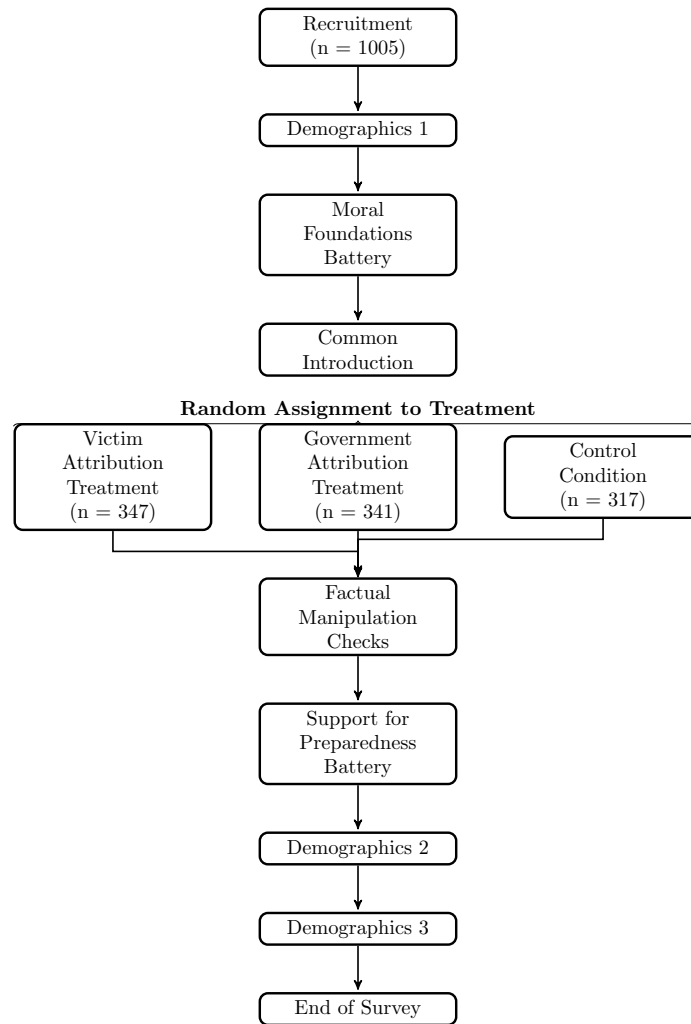 Recruitment
(n = 1005)
Demographics 1
Moral
Foundations
Battery
Common
Introduction
Random Assignment to Treatment
Victim
Attribution
Treatment
(n = 347)
Government
Attribution
Treatment
(n = 341)
Control
Condition
(n = 317)
Factual
Manipulation
Checks
Support for
Preparedness
Battery
Demographics 2
Demographics 3
End of Survey